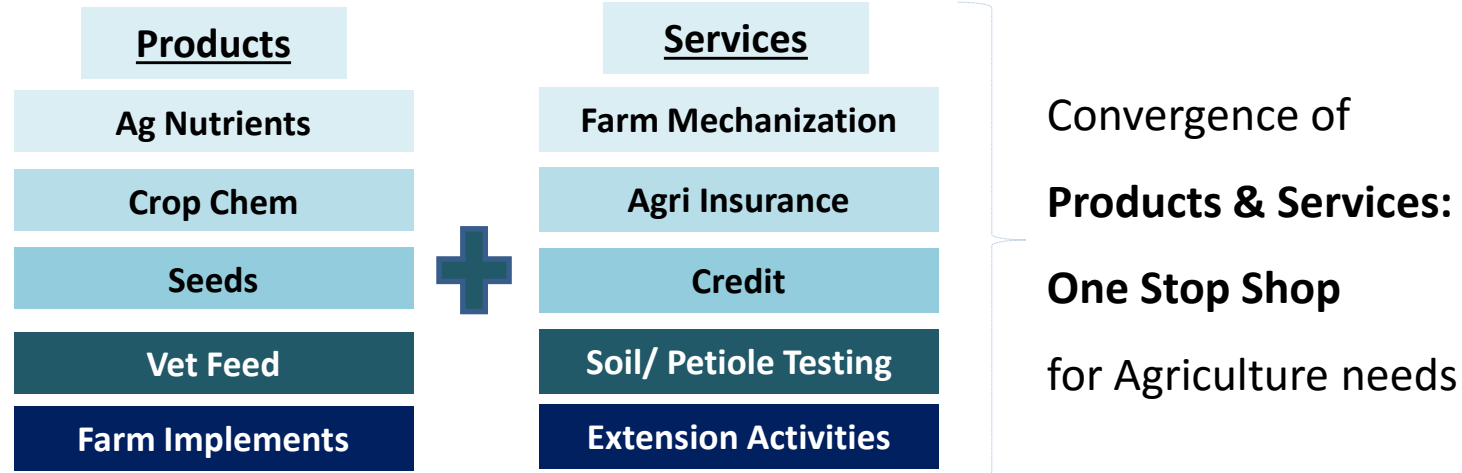 Products
Ag Nutrients
Crop Chem
Seeds
Vet Feed
Farm Implements
Services
Farm Mechanization
Agri Insurance
Credit
Soil/ Petiole Testing
Extension Activities
Convergence of
Products & Services:
One Stop Shop
for Agriculture needs